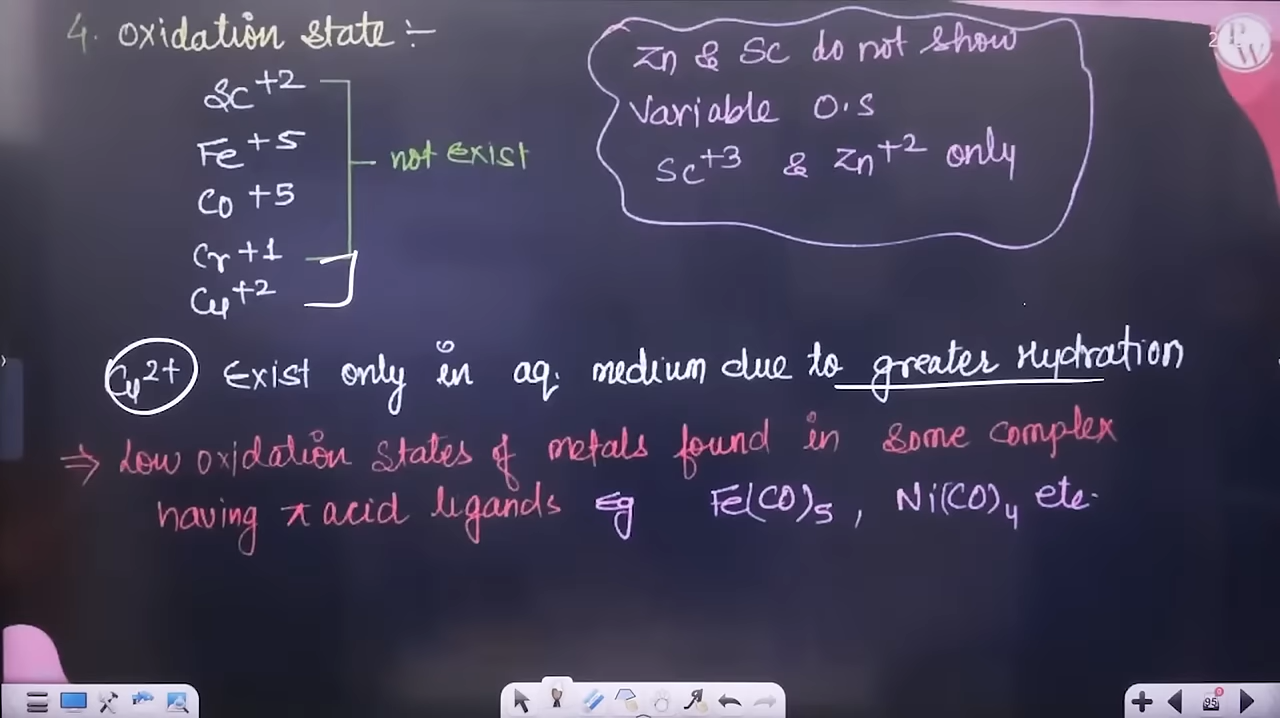 4. Oxidation State :-
Sc+2
Fe+5
Co+5
Cr+1
Cu+2
not Exist
Zn & Sc do not show
Variable O.S
Sc+3 & Zn+2 only
Cu2+ Exist only in aq. medium due to greater Hydration
⇒ Low oxidation states of metals found in some complex
having π acid ligands Eg Fe(CO)5, Ni(CO)4 etc.
PW
95